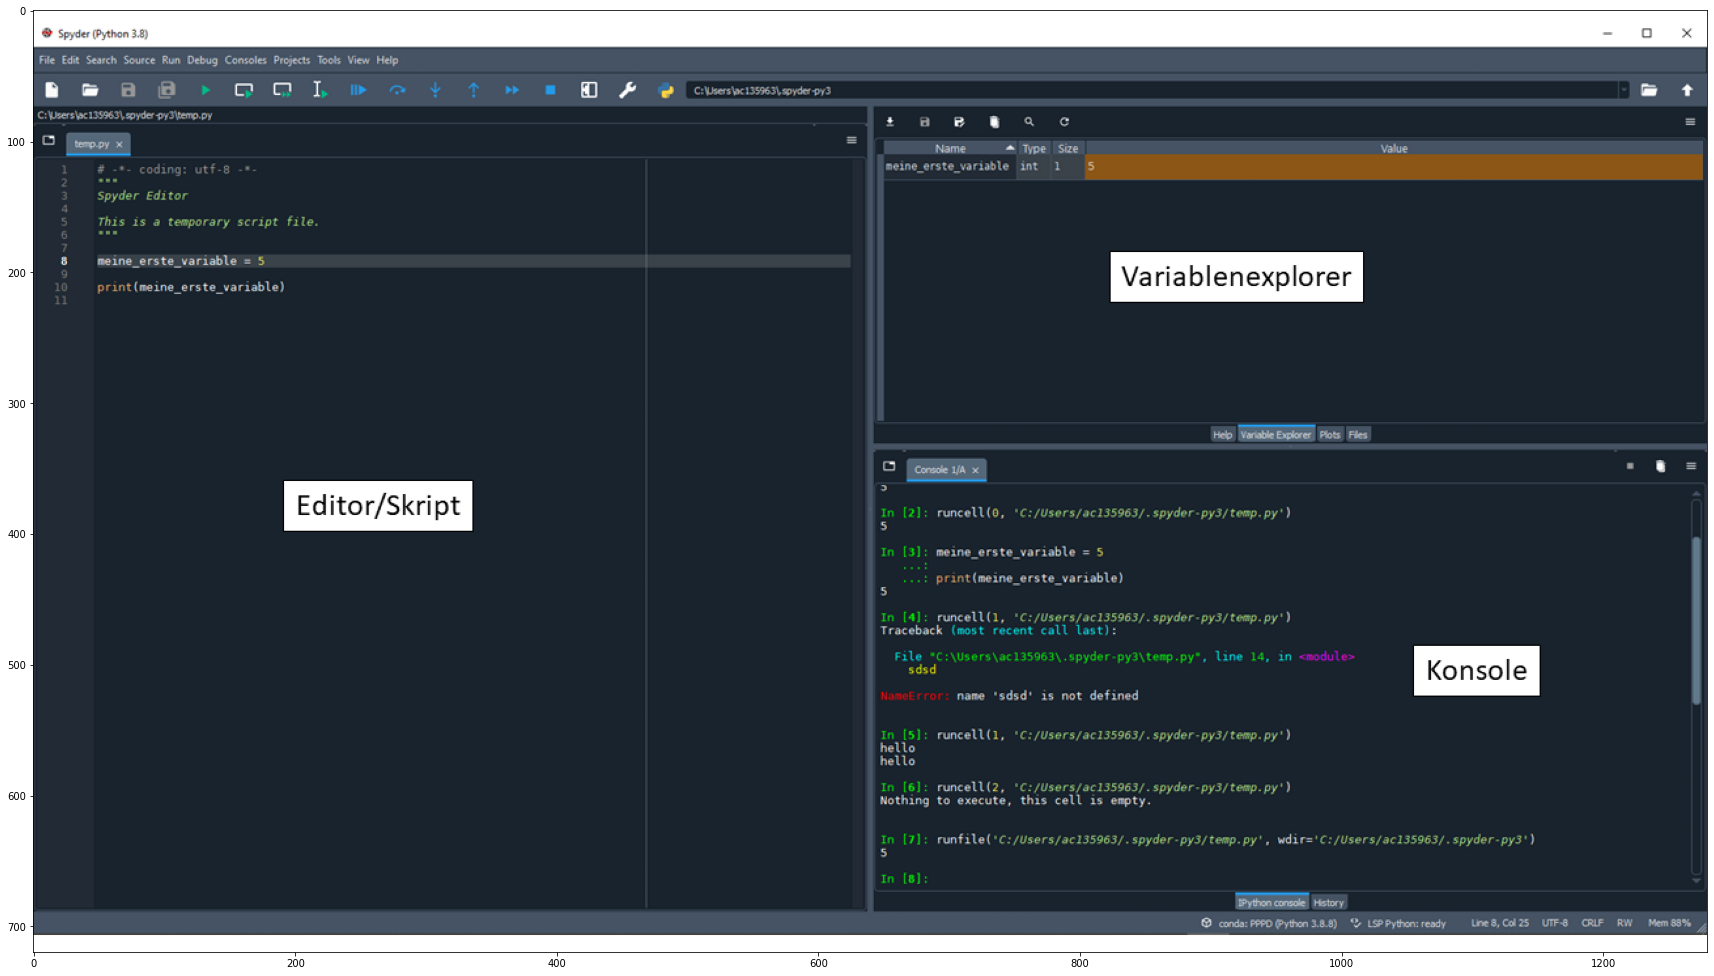 Spyder (Python 3.8)
File Edit Search Source Run Debug Consoles Projects Tools View Help
C:\Users\ac135963\.spyder-py3
C:\Users\ac135963\.spyder-py3\temp.py
temp.py
1 # -*- coding: utf-8 -*-
2 """
3 Spyder Editor
4
5 This is a temporary script file.
6 """
7
8 meine_erste_variable = 5
9
10 print(meine_erste_variable)
11
Editor/Skript
Name Type Size Value
meine_erste_variable int 1 5
Variablenexplorer
Help Variable Explorer Plots Files
Console 1/A
5
In [2]: runcell(0, 'C:/Users/ac135963/.spyder-py3/temp.py')
5
In [3]: meine_erste_variable = 5
...:
...: print(meine_erste_variable)
5
In [4]: runcell(1, 'C:/Users/ac135963/.spyder-py3/temp.py')
Traceback (most recent call last):
File "C:\Users\ac135963\.spyder-py3\temp.py", line 14, in <module>
sdsd
NameError: name 'sdsd' is not defined
In [5]: runcell(1, 'C:/Users/ac135963/.spyder-py3/temp.py')
hello
hello
In [6]: runcell(2, 'C:/Users/ac135963/.spyder-py3/temp.py')
Nothing to execute, this cell is empty.
In [7]: runfile('C:/Users/ac135963/.spyder-py3/temp.py', wdir='C:/Users/ac135963/.spyder-py3')
5
In [8]:
Konsole
IPython console History
conda: PPPD (Python 3.8.8) LSP Python: ready Line 8, Col 25 UTF-8 CRLF RW Mem 88%
0
100
200
300
400
500
600
700
0 200 400 600 800 1000 1200